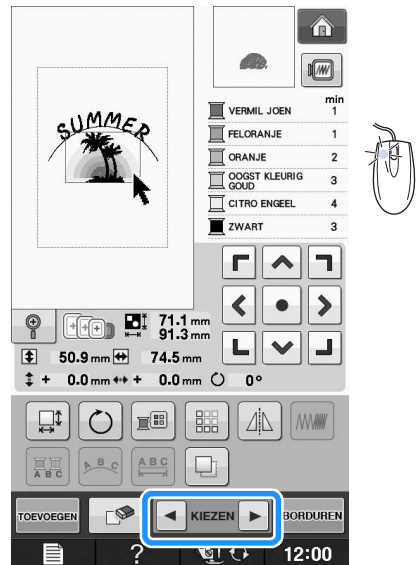 SUMMER
min
VERMIL JOEN 1
FELORANJE 1
ORANJE 2
OOGST KLEURIG
GOUD 3
CITRO ENGEEL 4
ZWART 3
71.1 mm
91.3 mm
50.9 mm 74.5 mm
+ 0.0 mm + 0.0 mm 0°
A B C
A B C
A B C
TOEVOEGEN KIEZEN BORDUREN
? 12:00